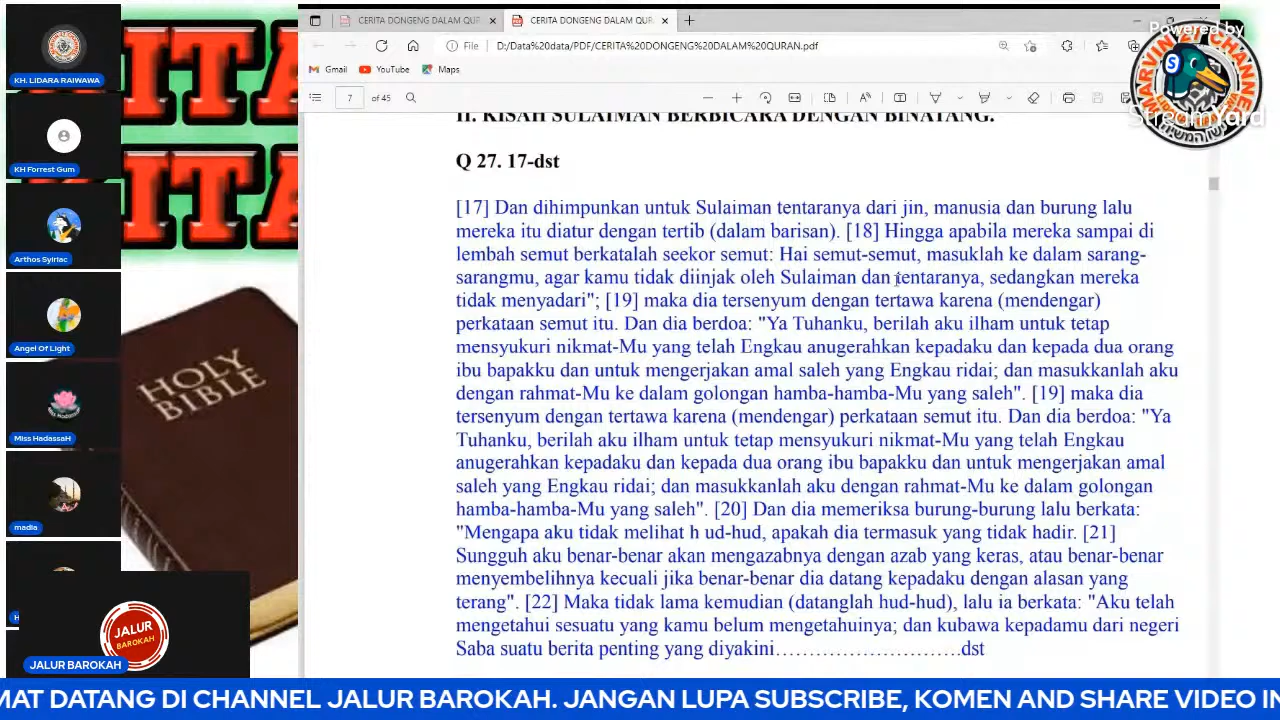 KH. LIDARA RAIWAWA
KH Forrest Gum
Arthos Syiriac
Angel Of Light
Miss HadassaH
madia
JALUR
BAROKAH
JALUR BAROKAH
HOLY
BIBLE
CERITA DONGENG DALAM QUR
CERITA DONGENG DALAM QUR
File
D:/Data%20data/PDF/CERITA%20DONGENG%20DALAM%20QURAN.pdf
Gmail
YouTube
Maps
7 of 45
Powered by
StreamYard
II. KISAH SULAIMAN BERBICARA DENGAN BINATANG.
Q 27. 17-dst
[17] Dan dihimpunkan untuk Sulaiman tentaranya dari jin, manusia dan burung lalu
mereka itu diatur dengan tertib (dalam barisan). [18] Hingga apabila mereka sampai di
lembah semut berkatalah seekor semut: Hai semut-semut, masuklah ke dalam sarang-
sarangmu, agar kamu tidak diinjak oleh Sulaiman dan tentaranya, sedangkan mereka
tidak menyadari"; [19] maka dia tersenyum dengan tertawa karena (mendengar)
perkataan semut itu. Dan dia berdoa: "Ya Tuhanku, berilah aku ilham untuk tetap
mensyukuri nikmat-Mu yang telah Engkau anugerahkan kepadaku dan kepada dua orang
ibu bapakku dan untuk mengerjakan amal saleh yang Engkau ridai; dan masukkanlah aku
dengan rahmat-Mu ke dalam golongan hamba-hamba-Mu yang saleh". [19] maka dia
tersenyum dengan tertawa karena (mendengar) perkataan semut itu. Dan dia berdoa: "Ya
Tuhanku, berilah aku ilham untuk tetap mensyukuri nikmat-Mu yang telah Engkau
anugerahkan kepadaku dan kepada dua orang ibu bapakku dan untuk mengerjakan amal
saleh yang Engkau ridai; dan masukkanlah aku dengan rahmat-Mu ke dalam golongan
hamba-hamba-Mu yang saleh". [20] Dan dia memeriksa burung-burung lalu berkata:
"Mengapa aku tidak melihat h ud-hud, apakah dia termasuk yang tidak hadir. [21]
Sungguh aku benar-benar akan mengazabnya dengan azab yang keras, atau benar-benar
menyembelihnya kecuali jika benar-benar dia datang kepadaku dengan alasan yang
terang". [22] Maka tidak lama kemudian (datanglah hud-hud), lalu ia berkata: "Aku telah
mengetahui sesuatu yang kamu belum mengetahuinya; dan kubawa kepadamu dari negeri
Saba suatu berita penting yang diyakini……………………….dst
MAT DATANG DI CHANNEL JALUR BAROKAH. JANGAN LUPA SUBSCRIBE, KOMEN AND SHARE VIDEO IN